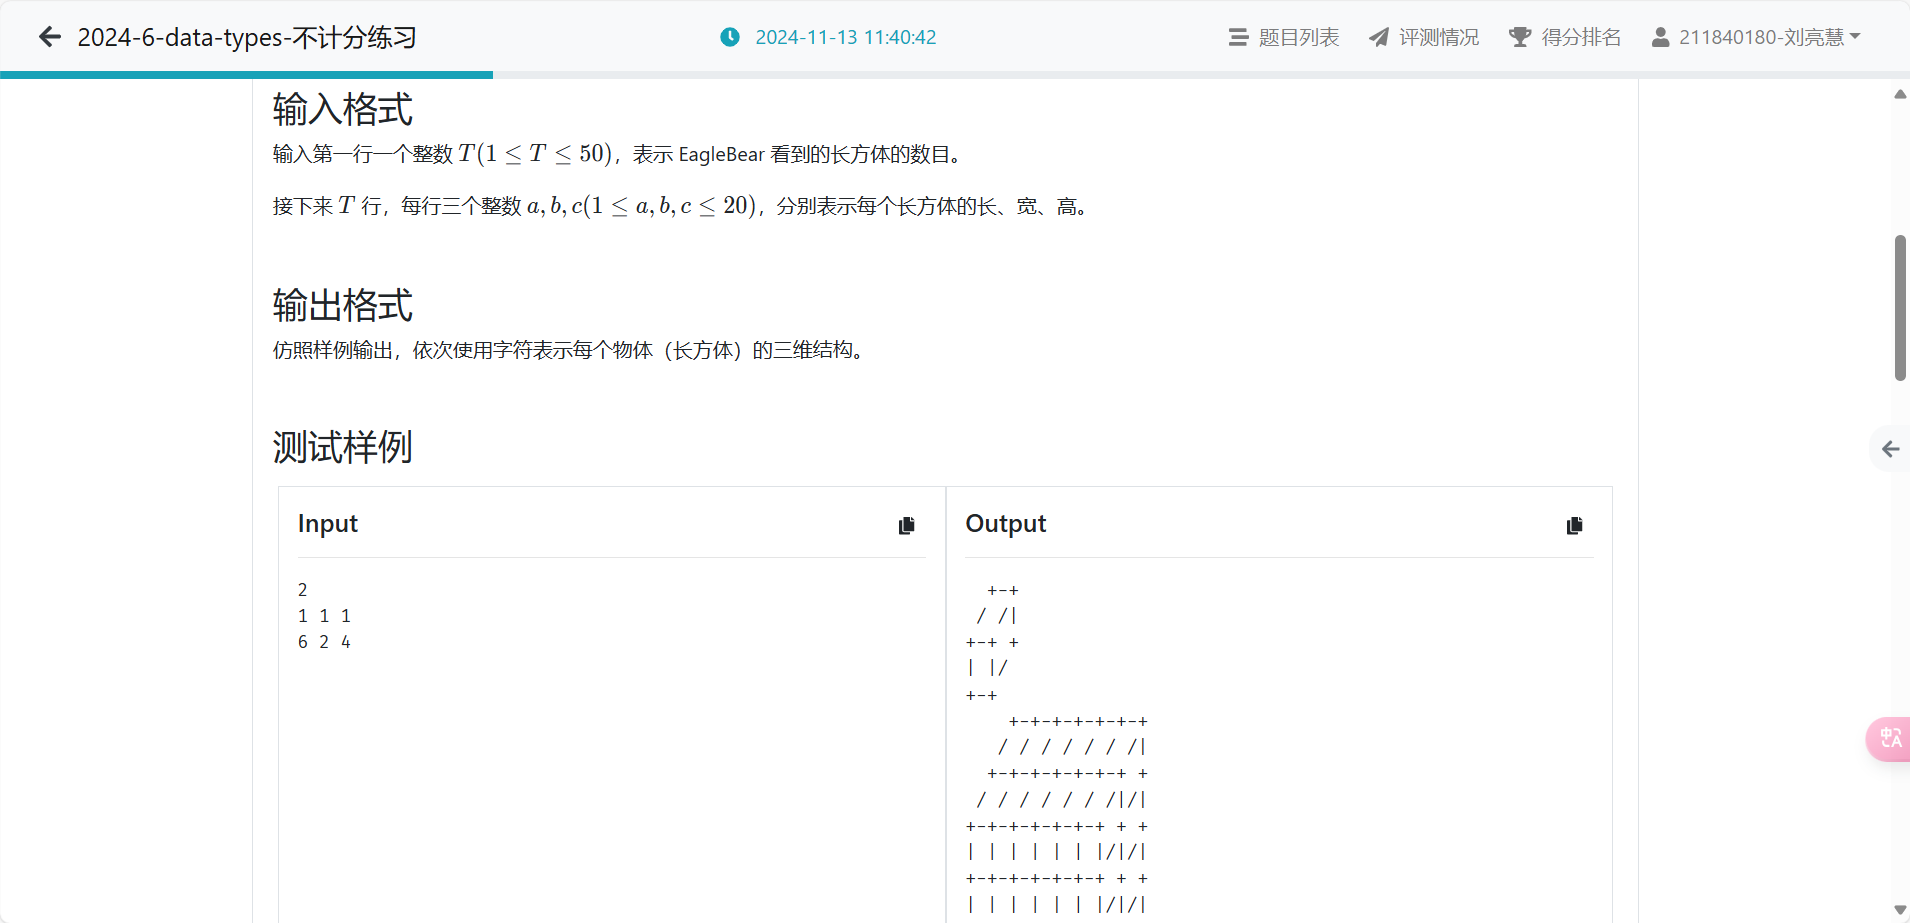 2024-6-data-types-不计分练习
2024-11-13 11:40:42
题目列表
评测情况
得分排名
211840180-刘亮慧
输入格式
输入第一行一个整数 T(1 ≤ T ≤ 50)，表示 EagleBear 看到的长方体的数目。
接下来 T 行，每行三个整数 a, b, c(1 ≤ a, b, c ≤ 20)，分别表示每个长方体的长、宽、高。
输出格式
仿照样例输出，依次使用字符表示每个物体（长方体）的三维结构。
测试样例
Input
2
1 1 1
6 2 4
Output
  +-+
 / /|
+-+ +
| |/
+-+
    +-+-+-+-+-+-+
   / / / / / / /|
  +-+-+-+-+-+-+ +
 / / / / / / /|/|
+-+-+-+-+-+-+ + +
| | | | | | |/|/|
+-+-+-+-+-+-+ + +
| | | | | | |/|/|
中A